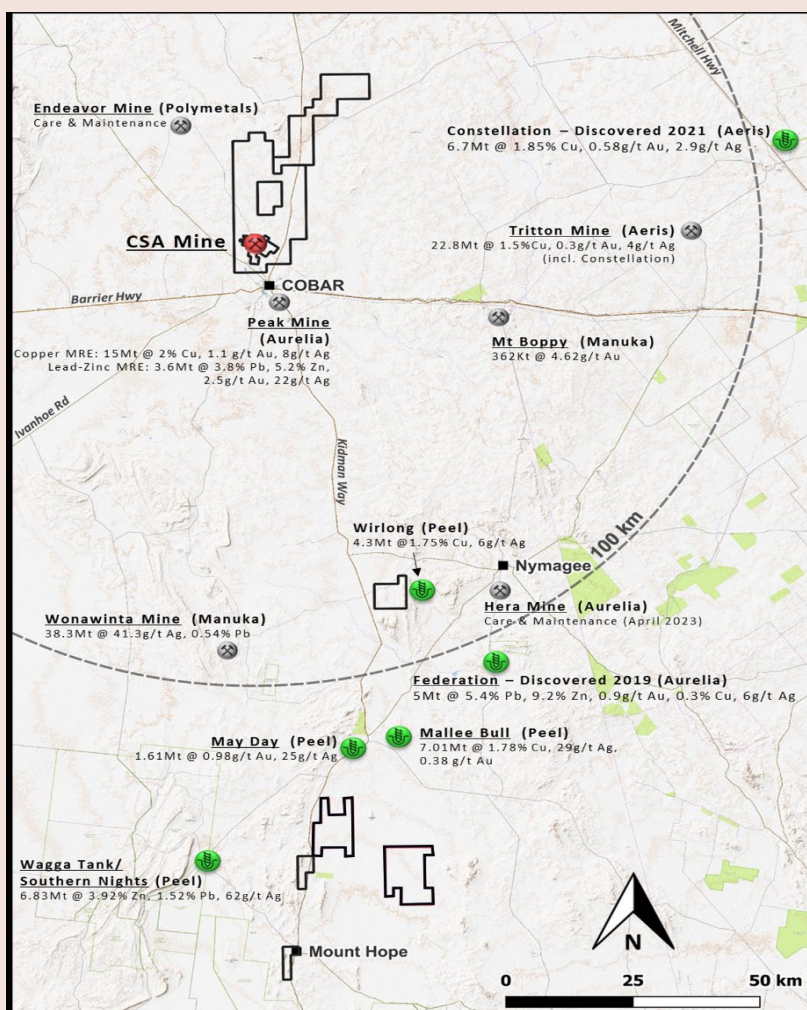 Mitchell Hwy
Endeavor Mine (Polymetals)
Care & Maintenance
Constellation – Discovered 2021 (Aeris)
6.7Mt @ 1.85% Cu, 0.58g/t Au, 2.9g/t Ag
CSA Mine
Tritton Mine (Aeris)
22.8Mt @ 1.5%Cu, 0.3g/t Au, 4g/t Ag
(incl. Constellation)
COBAR
Barrier Hwy
Peak Mine
(Aurelia)
Copper MRE: 15Mt @ 2% Cu, 1.1 g/t Au, 8g/t Ag
Lead-Zinc MRE: 3.6Mt @ 3.8% Pb, 5.2% Zn,
2.5g/t Au, 22g/t Ag
Mt Boppy (Manuka)
362Kt @ 4.62g/t Au
Ivanhoe Rd
Kidman Way
Wirlong (Peel)
4.3Mt @1.75% Cu, 6g/t Ag
100 km
Nymagee
Hera Mine (Aurelia)
Care & Maintenance (April 2023)
Wonawinta Mine (Manuka)
38.3Mt @ 41.3g/t Ag, 0.54% Pb
Federation – Discovered 2019 (Aurelia)
5Mt @ 5.4% Pb, 9.2% Zn, 0.9g/t Au, 0.3% Cu, 6g/t Ag
May Day (Peel)
1.61Mt @ 0.98g/t Au, 25g/t Ag
Mallee Bull (Peel)
7.01Mt @ 1.78% Cu, 29g/t Ag,
0.38 g/t Au
Wagga Tank/
Southern Nights (Peel)
6.83Mt @ 3.92% Zn, 1.52% Pb, 62g/t Ag
Mount Hope
N
0 25 50 km